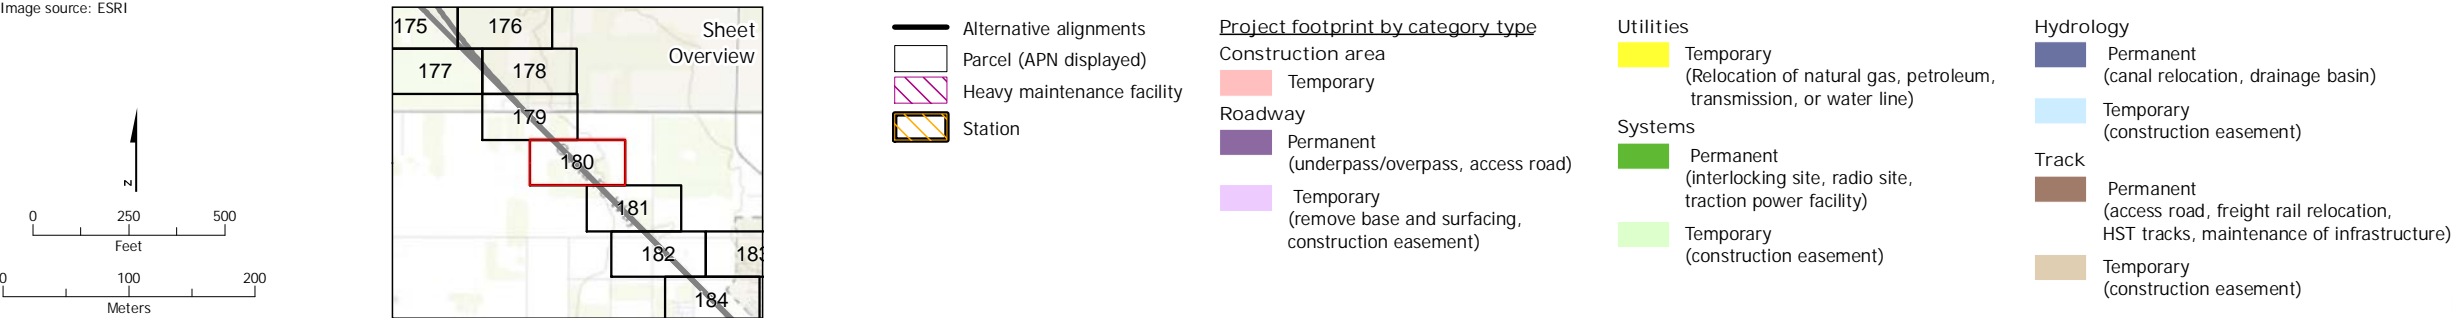 Image source: ESRI
N
0 250 500
Feet
0 100 200
Meters
Sheet
Overview
175 176
177 178
179
180
181
182 183
184
Alternative alignments
Parcel (APN displayed)
Heavy maintenance facility
Station
Project footprint by category type
Construction area
Temporary
Roadway
Permanent
(underpass/overpass, access road)
Temporary
(remove base and surfacing,
construction easement)
Utilities
Temporary
(Relocation of natural gas, petroleum,
transmission, or water line)
Systems
Permanent
(interlocking site, radio site,
traction power facility)
Temporary
(construction easement)
Hydrology
Permanent
(canal relocation, drainage basin)
Temporary
(construction easement)
Track
Permanent
(access road, freight rail relocation,
HST tracks, maintenance of infrastructure)
Temporary
(construction easement)